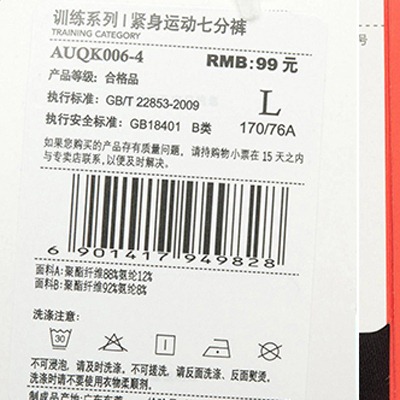 训练系列 | 紧身运动七分裤
TRAINING CATEGORY
AUQK006-4 RMB:99 元
产品等级: 合格品
执行标准: GB/T 22853-2009 L
执行安全标准: GB18401 B类 170/76A
如果您购买的产品存有质量问题, 请持购物小票在 15 天之内
与专卖店联系, 以便及时解决。
6 901417 949828
面料A: 聚酯纤维88%氨纶12%
面料B: 聚酯纤维92%氨纶8%
洗涤注意:
30
不可浸泡, 请及时洗涤, 不可搓洗, 请反面洗涤、反面熨烫。
洗涤时请不要使用衣物柔顺剂。
制成品产地:
号